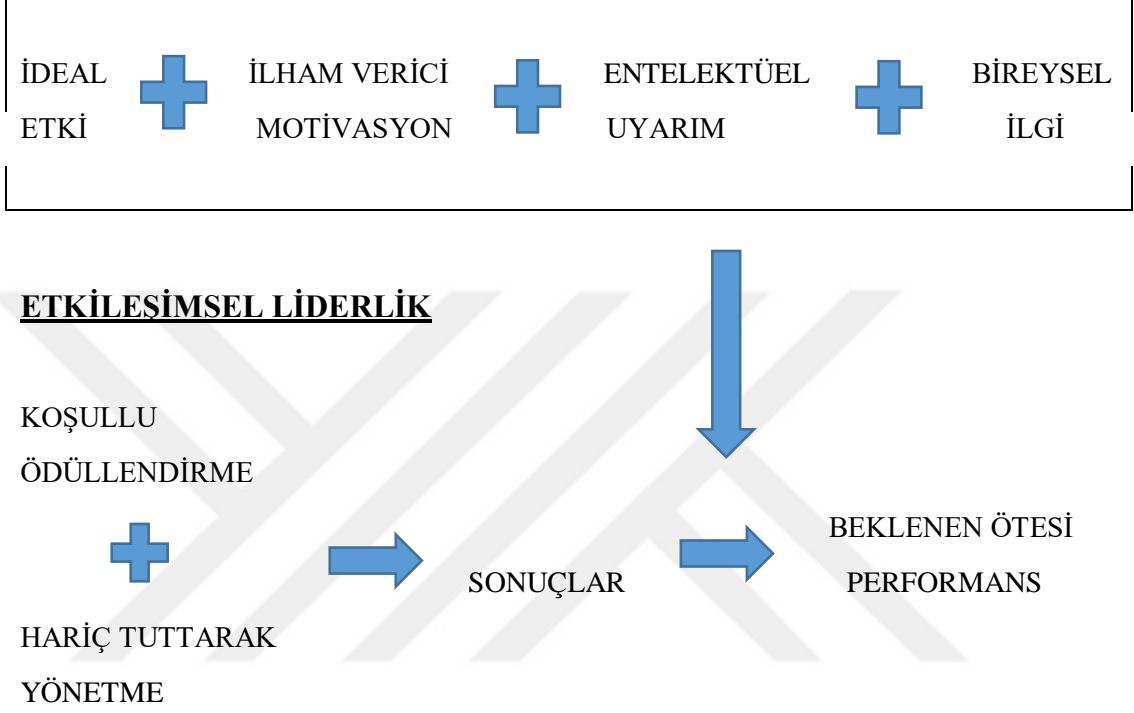 İDEAL ETKİ
İLHAM VERİCİ MOTİVASYON
ENTELEKTÜEL UYARIM
BİREYSEL İLGİ
ETKİLEŞİMSEL LİDERLİK
KOŞULLU
ÖDÜLLENDİRME
HARİÇ TUTTARAK
YÖNETME
SONUÇLAR
BEKLENEN ÖTESİ
PERFORMANS